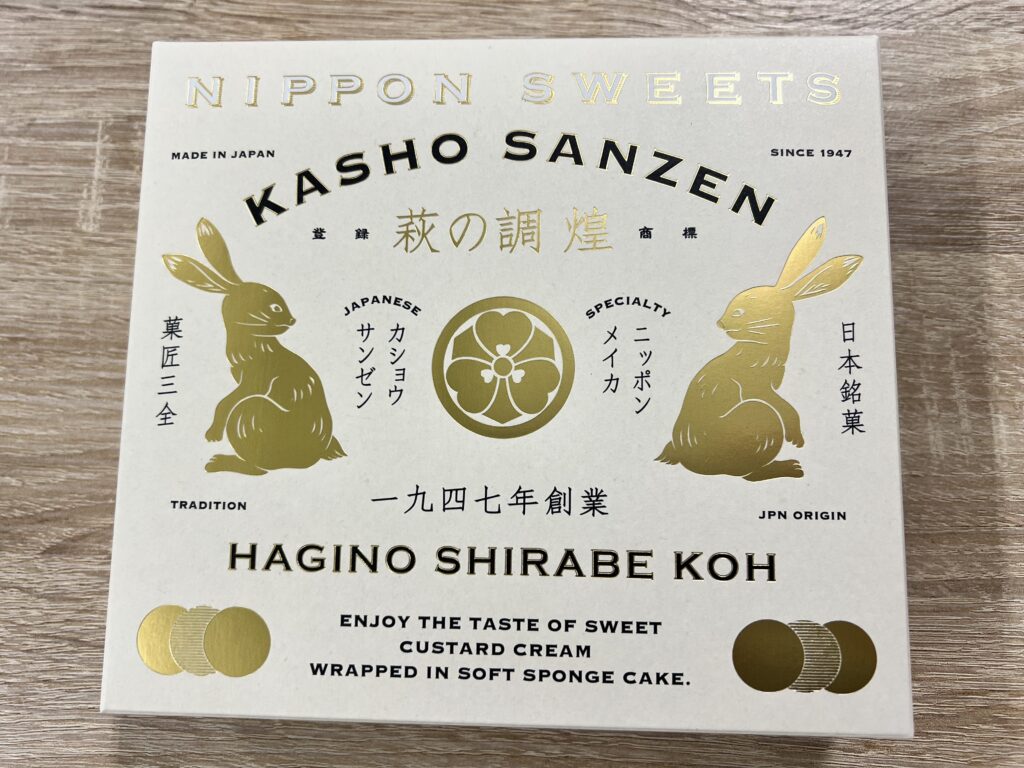 NIPPON SWEETS
MADE IN JAPAN
SINCE 1947
KASHO SANZEN
登録 萩の調 煌 商標
JAPANESE
SPECIALTY
菓匠三全
カショウ
サンゼン
ニッポン
メイカ
日本銘菓
TRADITION
一九四七年創業
JPN ORIGIN
HAGINO SHIRABE KOH
ENJOY THE TASTE OF SWEET
CUSTARD CREAM
WRAPPED IN SOFT SPONGE CAKE.